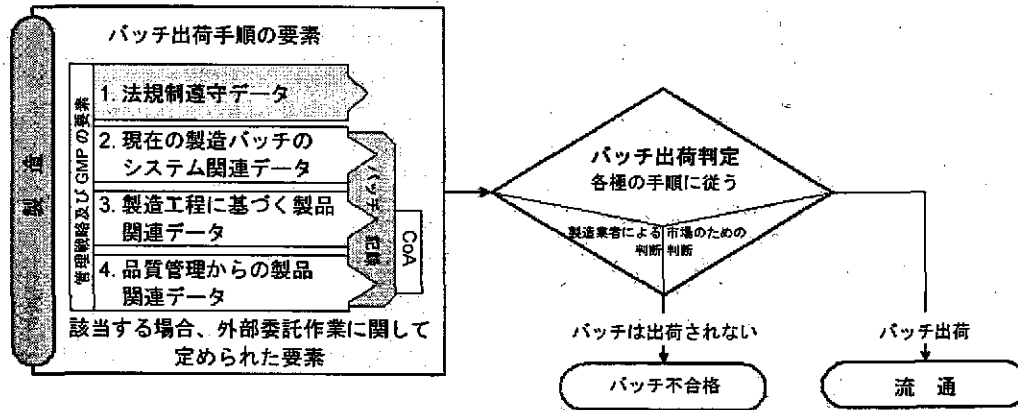 製造
バッチ出荷手順の要素
管理戦略及びGMPの要素
1. 法規制遵守データ
2. 現在の製造バッチの
システム関連データ
3. 製造工程に基づく製品
関連データ
4. 品質管理からの製品
関連データ
バッチ記録
CoA
該当する場合、外部委託作業に関して
定められた要素
バッチ出荷判定
各種の手順に従う
製造業者による
判断
市場のための
判断
バッチは出荷されない
バッチ出荷
バッチ不合格
流 通